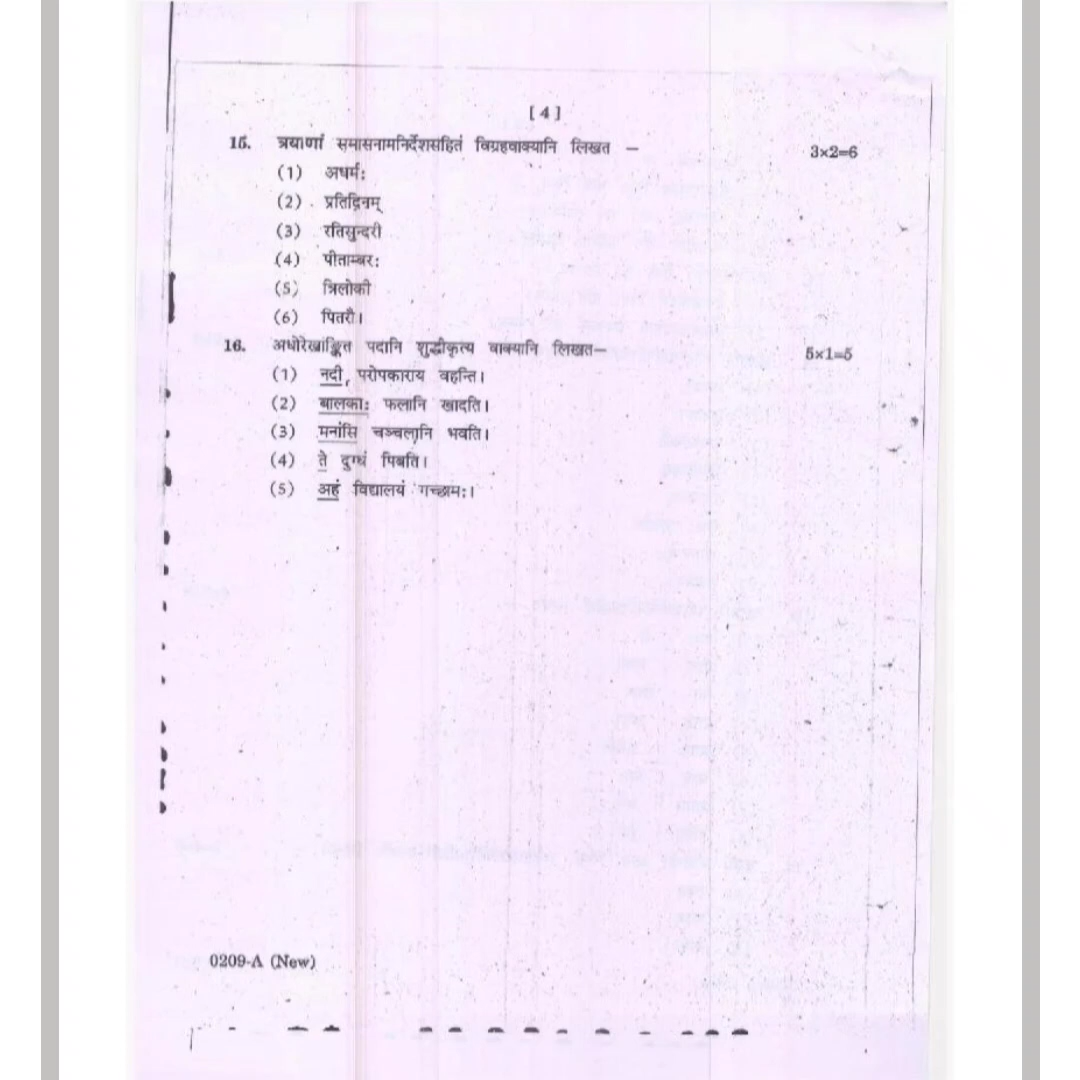 [ 4 ]
15. त्रयाणां समासनामनिर्देशसहितं विग्रहवाक्यानि लिखत – 3×2=6
(1) अधर्मः
(2) प्रतिदिनम्
(3) रतिसुन्दरी
(4) पीताम्बरः
(5) त्रिलोकी
(6) पितरौ।
16. अधोरेखाङ्कित पदानि शुद्धीकृत्य वाक्यानि लिखत– 5×1=5
(1) नदी, परोपकाराय वहन्ति।
(2) बालकाः फलानि खादति।
(3) मनांसि चञ्चलानि भवति।
(4) ते दुग्धं पिबति।
(5) अहं विद्यालयं गच्छामः।
0209-A (New)